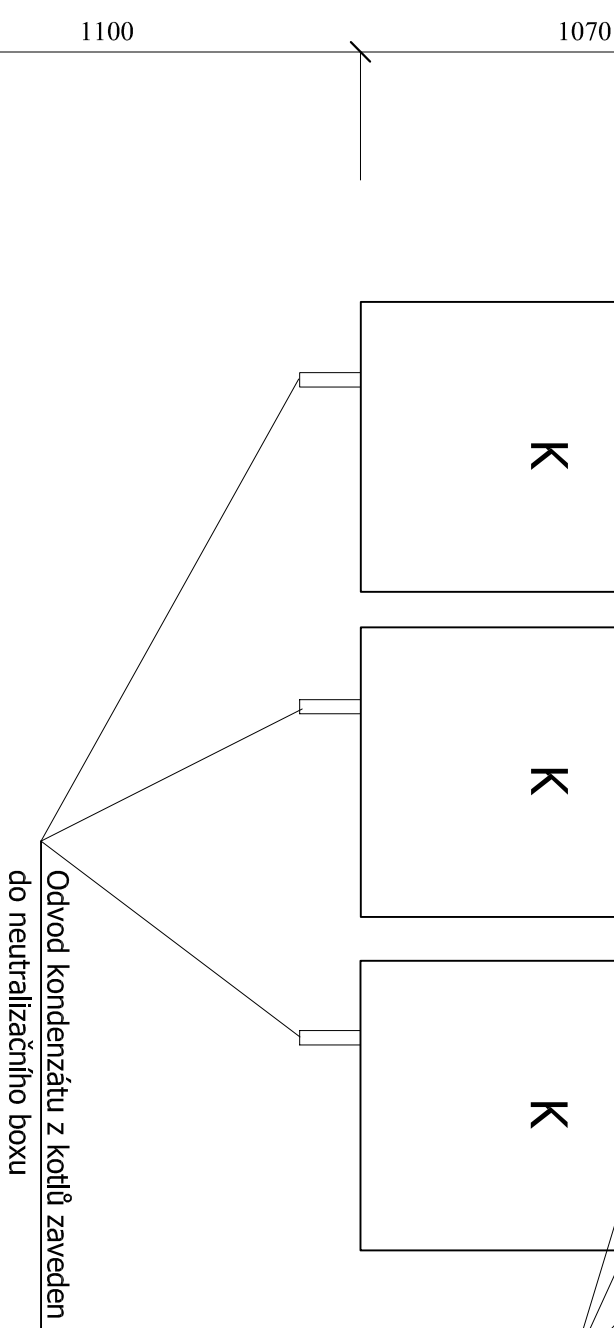 1100
1070
K
K
K
Odvod kondenzátu z kotlů zaveden
do neutralizačního boxu